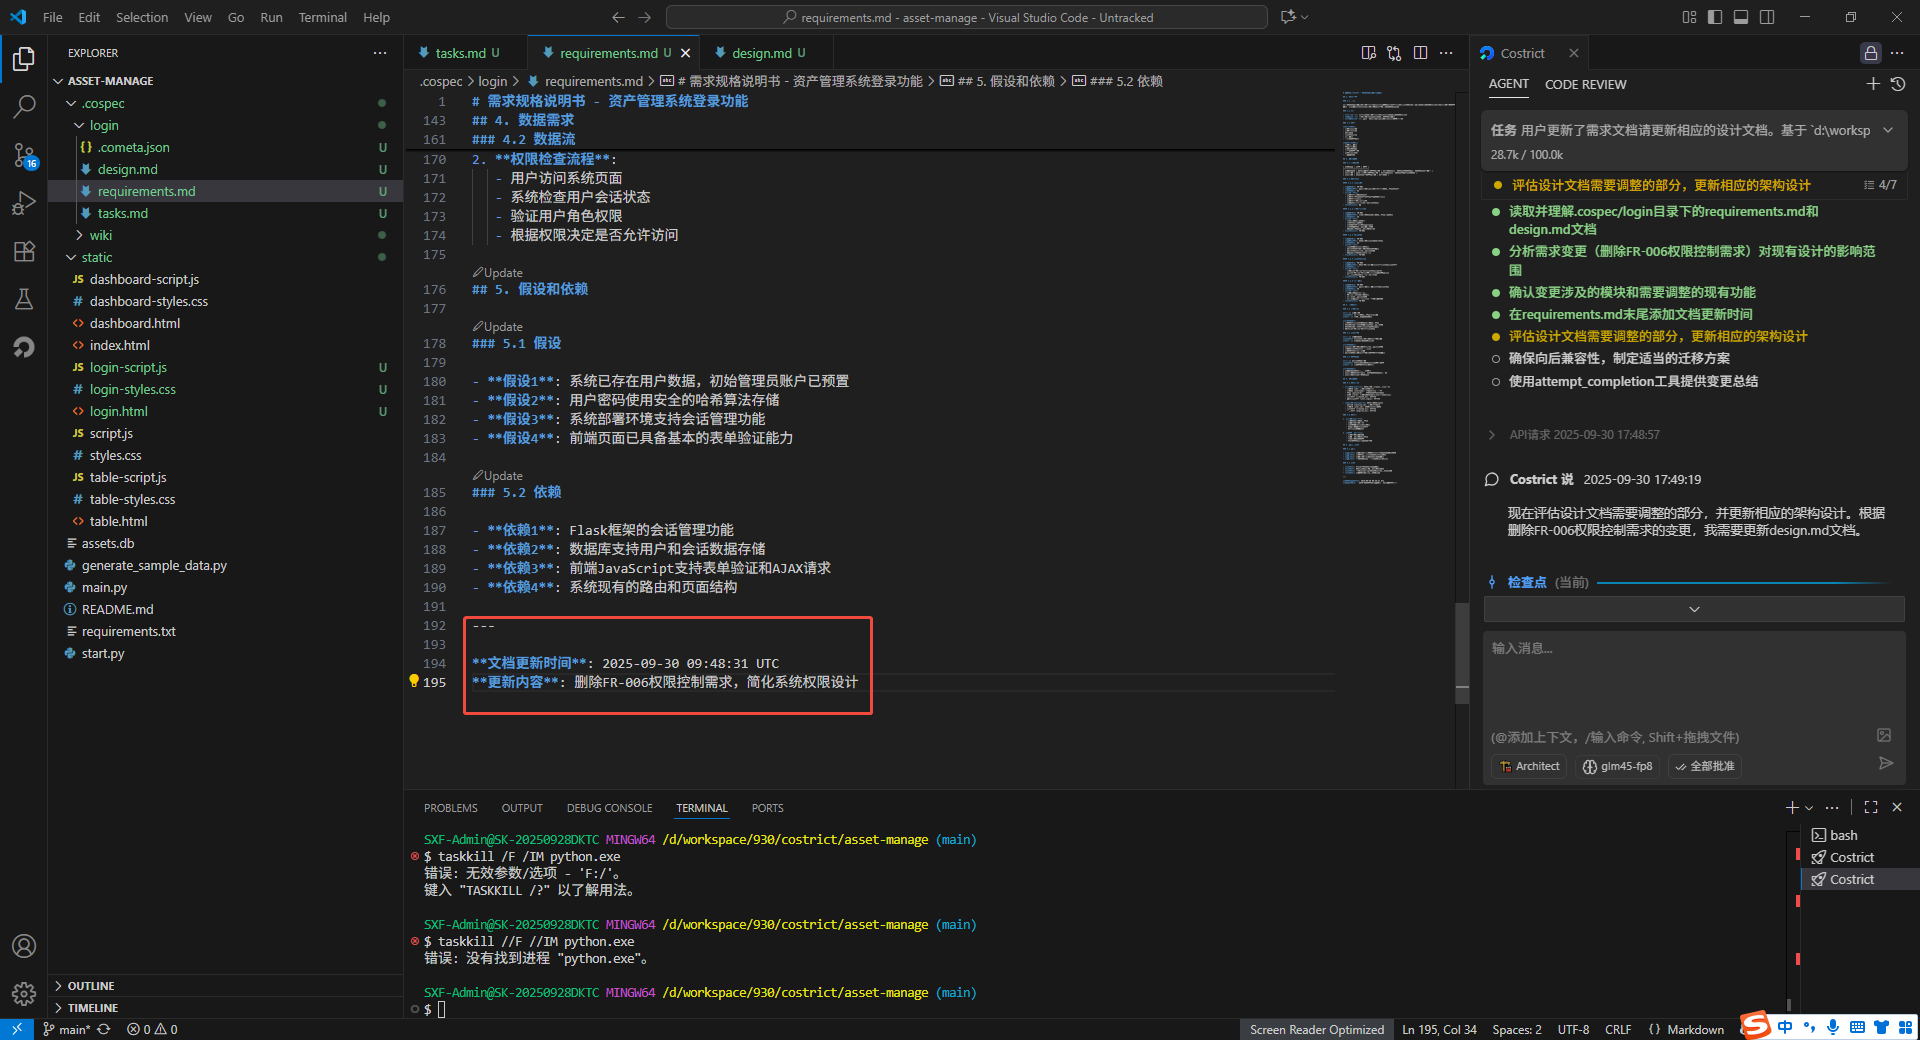 File Edit Selection View Go Run Terminal Help
requirements.md - asset-manage - Visual Studio Code - Untracked
EXPLORER
ASSET-MANAGE
.cospec
login
.cometa.json U
design.md U
requirements.md U
tasks.md U
wiki
static
dashboard-script.js
dashboard-styles.css
dashboard.html
index.html
login-script.js U
login-styles.css U
login.html U
script.js
styles.css
table-script.js
table-styles.css
table.html
assets.db
generate_sample_data.py
main.py
README.md
requirements.txt
start.py
OUTLINE
TIMELINE
16
tasks.md U requirements.md U design.md U
.cospec > login > requirements.md > # 需求规格说明书 - 资产管理系统登录功能 > ## 5. 假设和依赖 > ### 5.2 依赖
1 # 需求规格说明书 - 资产管理系统登录功能
143 ## 4. 数据需求
161 ### 4.2 数据流
170 2. **权限检查流程**:
171 - 用户访问系统页面
172 - 系统检查用户会话状态
173 - 验证用户角色权限
174 - 根据权限决定是否允许访问
175
Update
176 ## 5. 假设和依赖
177
Update
178 ### 5.1 假设
179
180 - **假设1**: 系统已存在用户数据，初始管理员账户已预置
181 - **假设2**: 用户密码使用安全的哈希算法存储
182 - **假设3**: 系统部署环境支持会话管理功能
183 - **假设4**: 前端页面已具备基本的表单验证能力
184
Update
185 ### 5.2 依赖
186
187 - **依赖1**: Flask框架的会话管理功能
188 - **依赖2**: 数据库支持用户和会话数据存储
189 - **依赖3**: 前端JavaScript支持表单验证和AJAX请求
190 - **依赖4**: 系统现有的路由和页面结构
191
192 ---
193
194 **文档更新时间**: 2025-09-30 09:48:31 UTC
195 **更新内容**: 删除FR-006权限控制需求，简化系统权限设计
Costrict
AGENT CODE REVIEW
任务 用户更新了需求文档请更新相应的设计文档。基于 `d:\worksp
28.7k / 100.0k
评估设计文档需要调整的部分，更新相应的架构设计 4/7
读取并理解.cospec/login目录下的requirements.md和
design.md文档
分析需求变更（删除FR-006权限控制需求）对现有设计的影响范
围
确认变更涉及的模块和需要调整的现有功能
在requirements.md末尾添加文档更新时间
评估设计文档需要调整的部分，更新相应的架构设计
确保向后兼容性，制定适当的迁移方案
使用attempt_completion工具提供变更总结
API请求 2025-09-30 17:48:57
Costrict 说 2025-09-30 17:49:19
现在评估设计文档需要调整的部分，并更新相应的架构设计。根据
删除FR-006权限控制需求的变更，我需要更新design.md文档。
检查点 (当前)
输入消息...
(@添加上下文，/输入命令, Shift+拖拽文件)
Architect glm45-fp8 全部批准
PROBLEMS OUTPUT DEBUG CONSOLE TERMINAL PORTS
SXF-Admin@SK-20250928DKTC MINGW64 /d/workspace/930/costrict/asset-manage (main)
$ taskkill /F /IM python.exe
错误: 无效参数/选项 - 'F:/'。
键入 "TASKKILL /?" 以了解用法。
SXF-Admin@SK-20250928DKTC MINGW64 /d/workspace/930/costrict/asset-manage (main)
$ taskkill //F //IM python.exe
错误: 没有找到进程 "python.exe"。
SXF-Admin@SK-20250928DKTC MINGW64 /d/workspace/930/costrict/asset-manage (main)
$
bash
Costrict
Costrict
main* 0 0 Screen Reader Optimized Ln 195, Col 34 Spaces: 2 UTF-8 CRLF {} Markdown
S 中